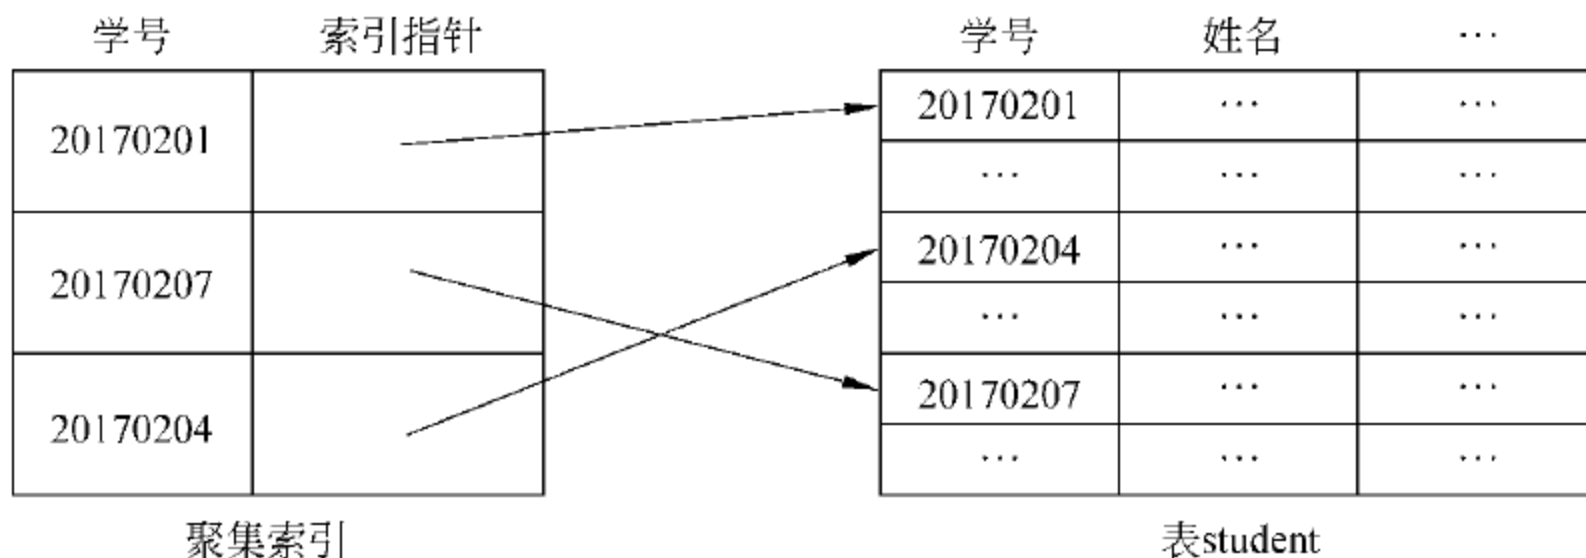 学号 索引指针 学号 姓名 …
20170201 20170201 … …
… … …
20170207 20170204 … …
… … …
20170204 20170207 … …
… … …
聚集索引 表student